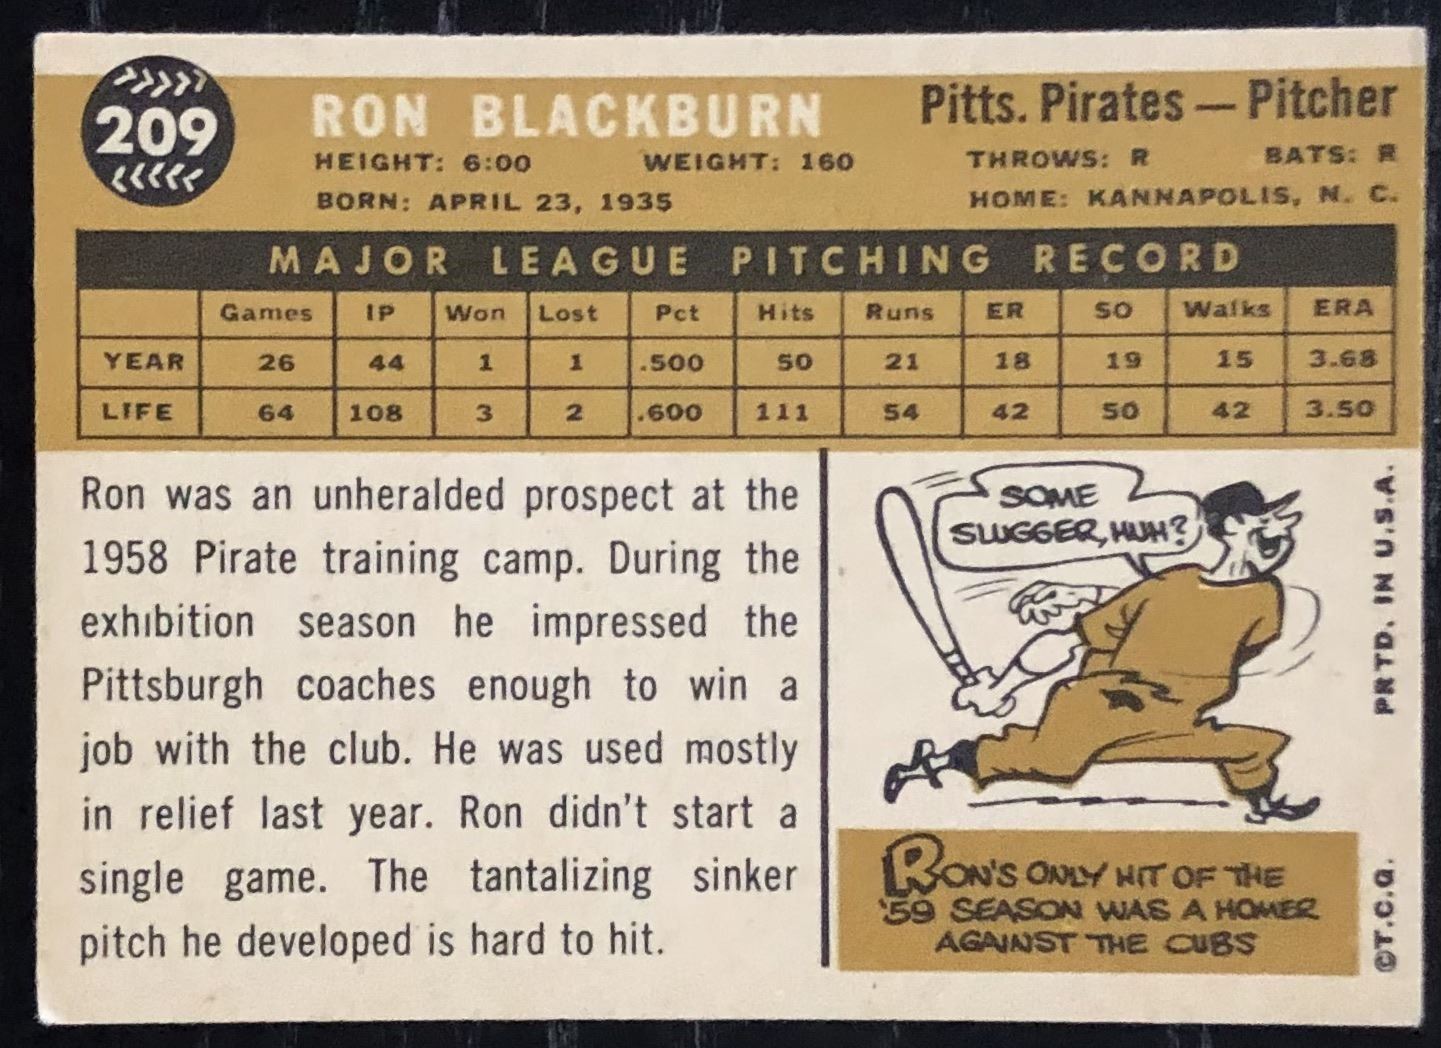 209
RON BLACKBURN
Pitts. Pirates — Pitcher
HEIGHT: 6:00 WEIGHT: 160 THROWS: R BATS: R
BORN: APRIL 23, 1935 HOME: KANNAPOLIS, N. C.
MAJOR LEAGUE PITCHING RECORD
Games IP Won Lost Pct Hits Runs ER SO Walks ERA
YEAR 26 44 1 1 .500 50 21 18 19 15 3.68
LIFE 64 108 3 2 .600 111 54 42 50 42 3.50
Ron was an unheralded prospect at the
1958 Pirate training camp. During the
exhibition season he impressed the
Pittsburgh coaches enough to win a
job with the club. He was used mostly
in relief last year. Ron didn't start a
single game. The tantalizing sinker
pitch he developed is hard to hit.
SOME
SLUGGER, HUH?
RON'S ONLY HIT OF THE
'59 SEASON WAS A HOMER
AGAINST THE CUBS
©T.C.G. PRTD. IN U.S.A.